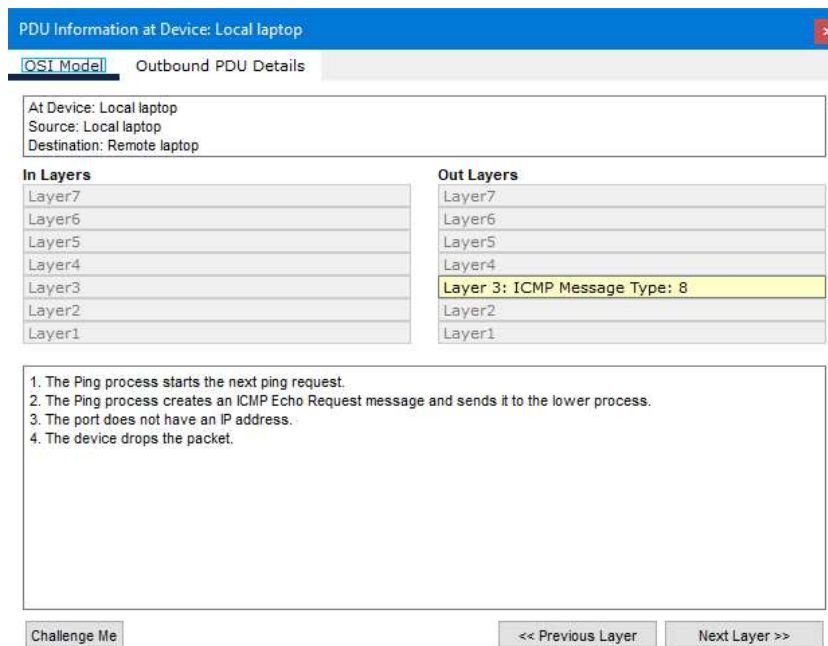 PDU Information at Device: Local laptop
OSI Model Outbound PDU Details
At Device: Local laptop
Source: Local laptop
Destination: Remote laptop
In Layers
Layer7
Layer6
Layer5
Layer4
Layer3
Layer2
Layer1
Out Layers
Layer7
Layer6
Layer5
Layer4
Layer 3: ICMP Message Type: 8
Layer2
Layer1
1. The Ping process starts the next ping request.
2. The Ping process creates an ICMP Echo Request message and sends it to the lower process.
3. The port does not have an IP address.
4. The device drops the packet.
Challenge Me << Previous Layer Next Layer >>